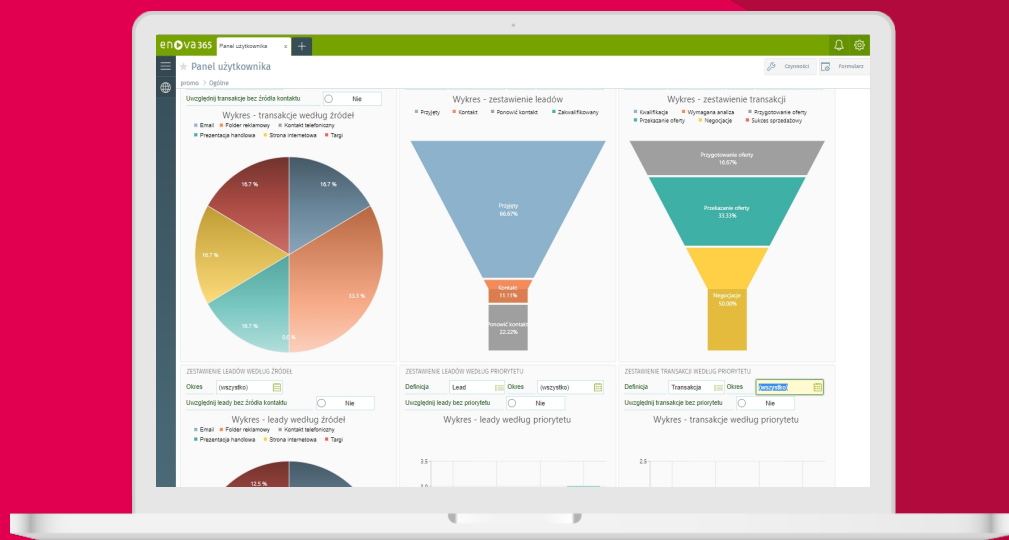 enova365 Panel użytkownika x +
Panel użytkownika
Czynności Formularz
promo > Ogólne
Uwzględnij transakcje bez źródła kontaktu Nie
Wykres - transakcje według źródeł
Email Folder reklamowy Kontakt telefoniczny
Prezentacja handlowa Strona internetowa Targi
16.7 % 16.7 %
16.7 %
33.3 %
16.7 %
0.0 %
Wykres - zestawienie leadów
Przyjęty Kontakt Ponowić kontakt Zakwalifikowany
Przyjęty
66.67%
Kontakt
11.11%
Ponowić kontakt
22.22%
Wykres - zestawienie transakcji
Kwalifikacja Wymagana analiza Przygotowanie oferty
Przekazanie oferty Negocjacje Sukces sprzedażowy
Przygotowanie oferty
16.67%
Przekazanie oferty
33.33%
Negocjacje
50.00%
ZESTAWIENIE LEADÓW WEDŁUG ŹRÓDEŁ
Okres (wszystko)
Uwzględnij leady bez źródła kontaktu Nie
Wykres - leady według źródeł
Email Folder reklamowy Kontakt telefoniczny
Prezentacja handlowa Strona internetowa Targi
12.5 %
ZESTAWIENIE LEADÓW WEDŁUG PRIORYTETU
Definicja Lead Okres (wszystko)
Uwzględnij leady bez priorytetu Nie
Wykres - leady według priorytetu
3.5
ZESTAWIENIE TRANSAKCJI WEDŁUG PRIORYTETU
Definicja Transakcja Okres (wszystko)
Uwzględnij transakcje bez priorytetu Nie
Wykres - transakcje według priorytetu
2.5